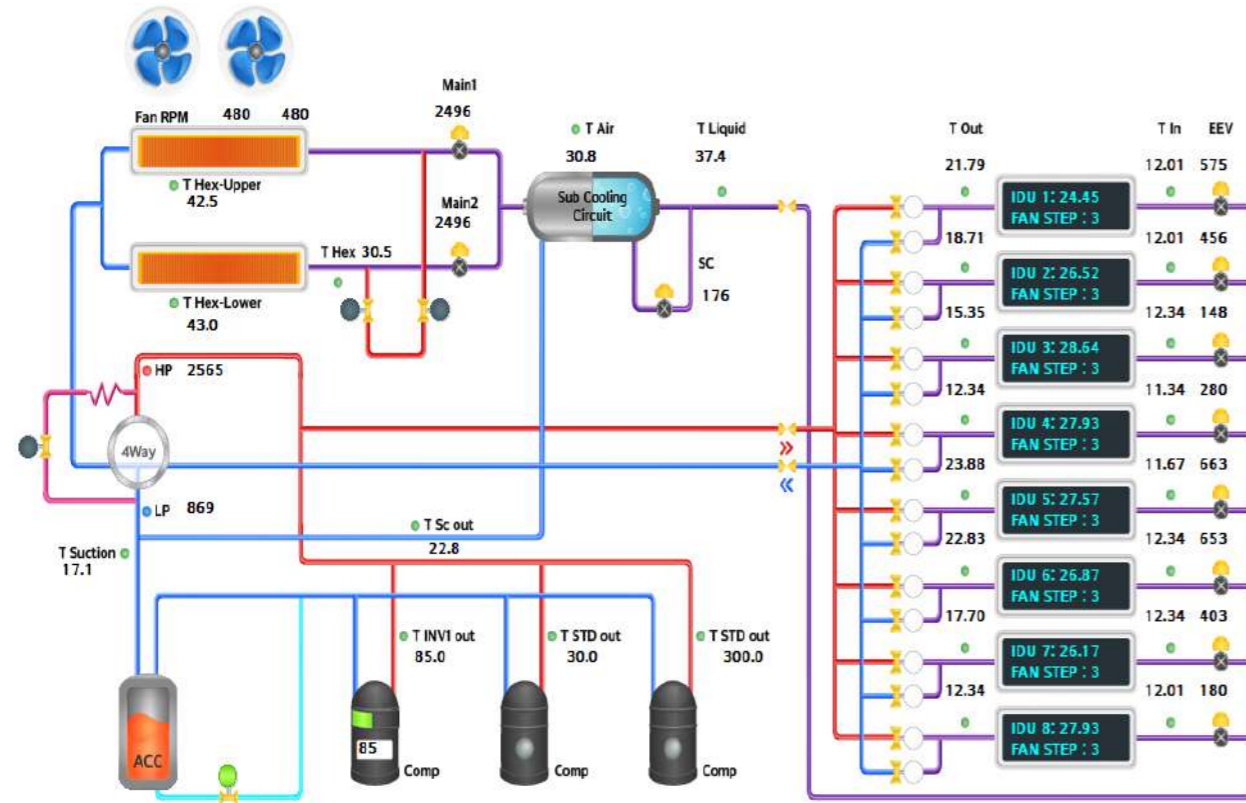 Fan RPM 480 480
T Hex-Upper
42.5
T Hex-Lower
43.0
T Hex 30.5
Main1
2496
Main2
2496
T Air
30.8
Sub Cooling
Circuit
T Liquid
37.4
SC
176
HP 2565
4Way
LP 869
T Suction
17.1
T Sc out
22.8
T INV1 out
85.0
T STD out
30.0
T STD out
300.0
ACC
85
Comp
Comp
Comp
T Out T In EEV
21.79 12.01 575
IDU 1: 24.45
FAN STEP : 3
18.71 12.01 456
IDU 2: 26.52
FAN STEP : 3
15.35 12.34 148
IDU 3: 28.64
FAN STEP : 3
12.34 11.34 280
IDU 4: 27.93
FAN STEP : 3
23.88 11.67 663
IDU 5: 27.57
FAN STEP : 3
22.83 12.34 653
IDU 6: 26.87
FAN STEP : 3
17.70 12.34 403
IDU 7: 26.17
FAN STEP : 3
12.34 12.01 180
IDU 8: 27.93
FAN STEP : 3